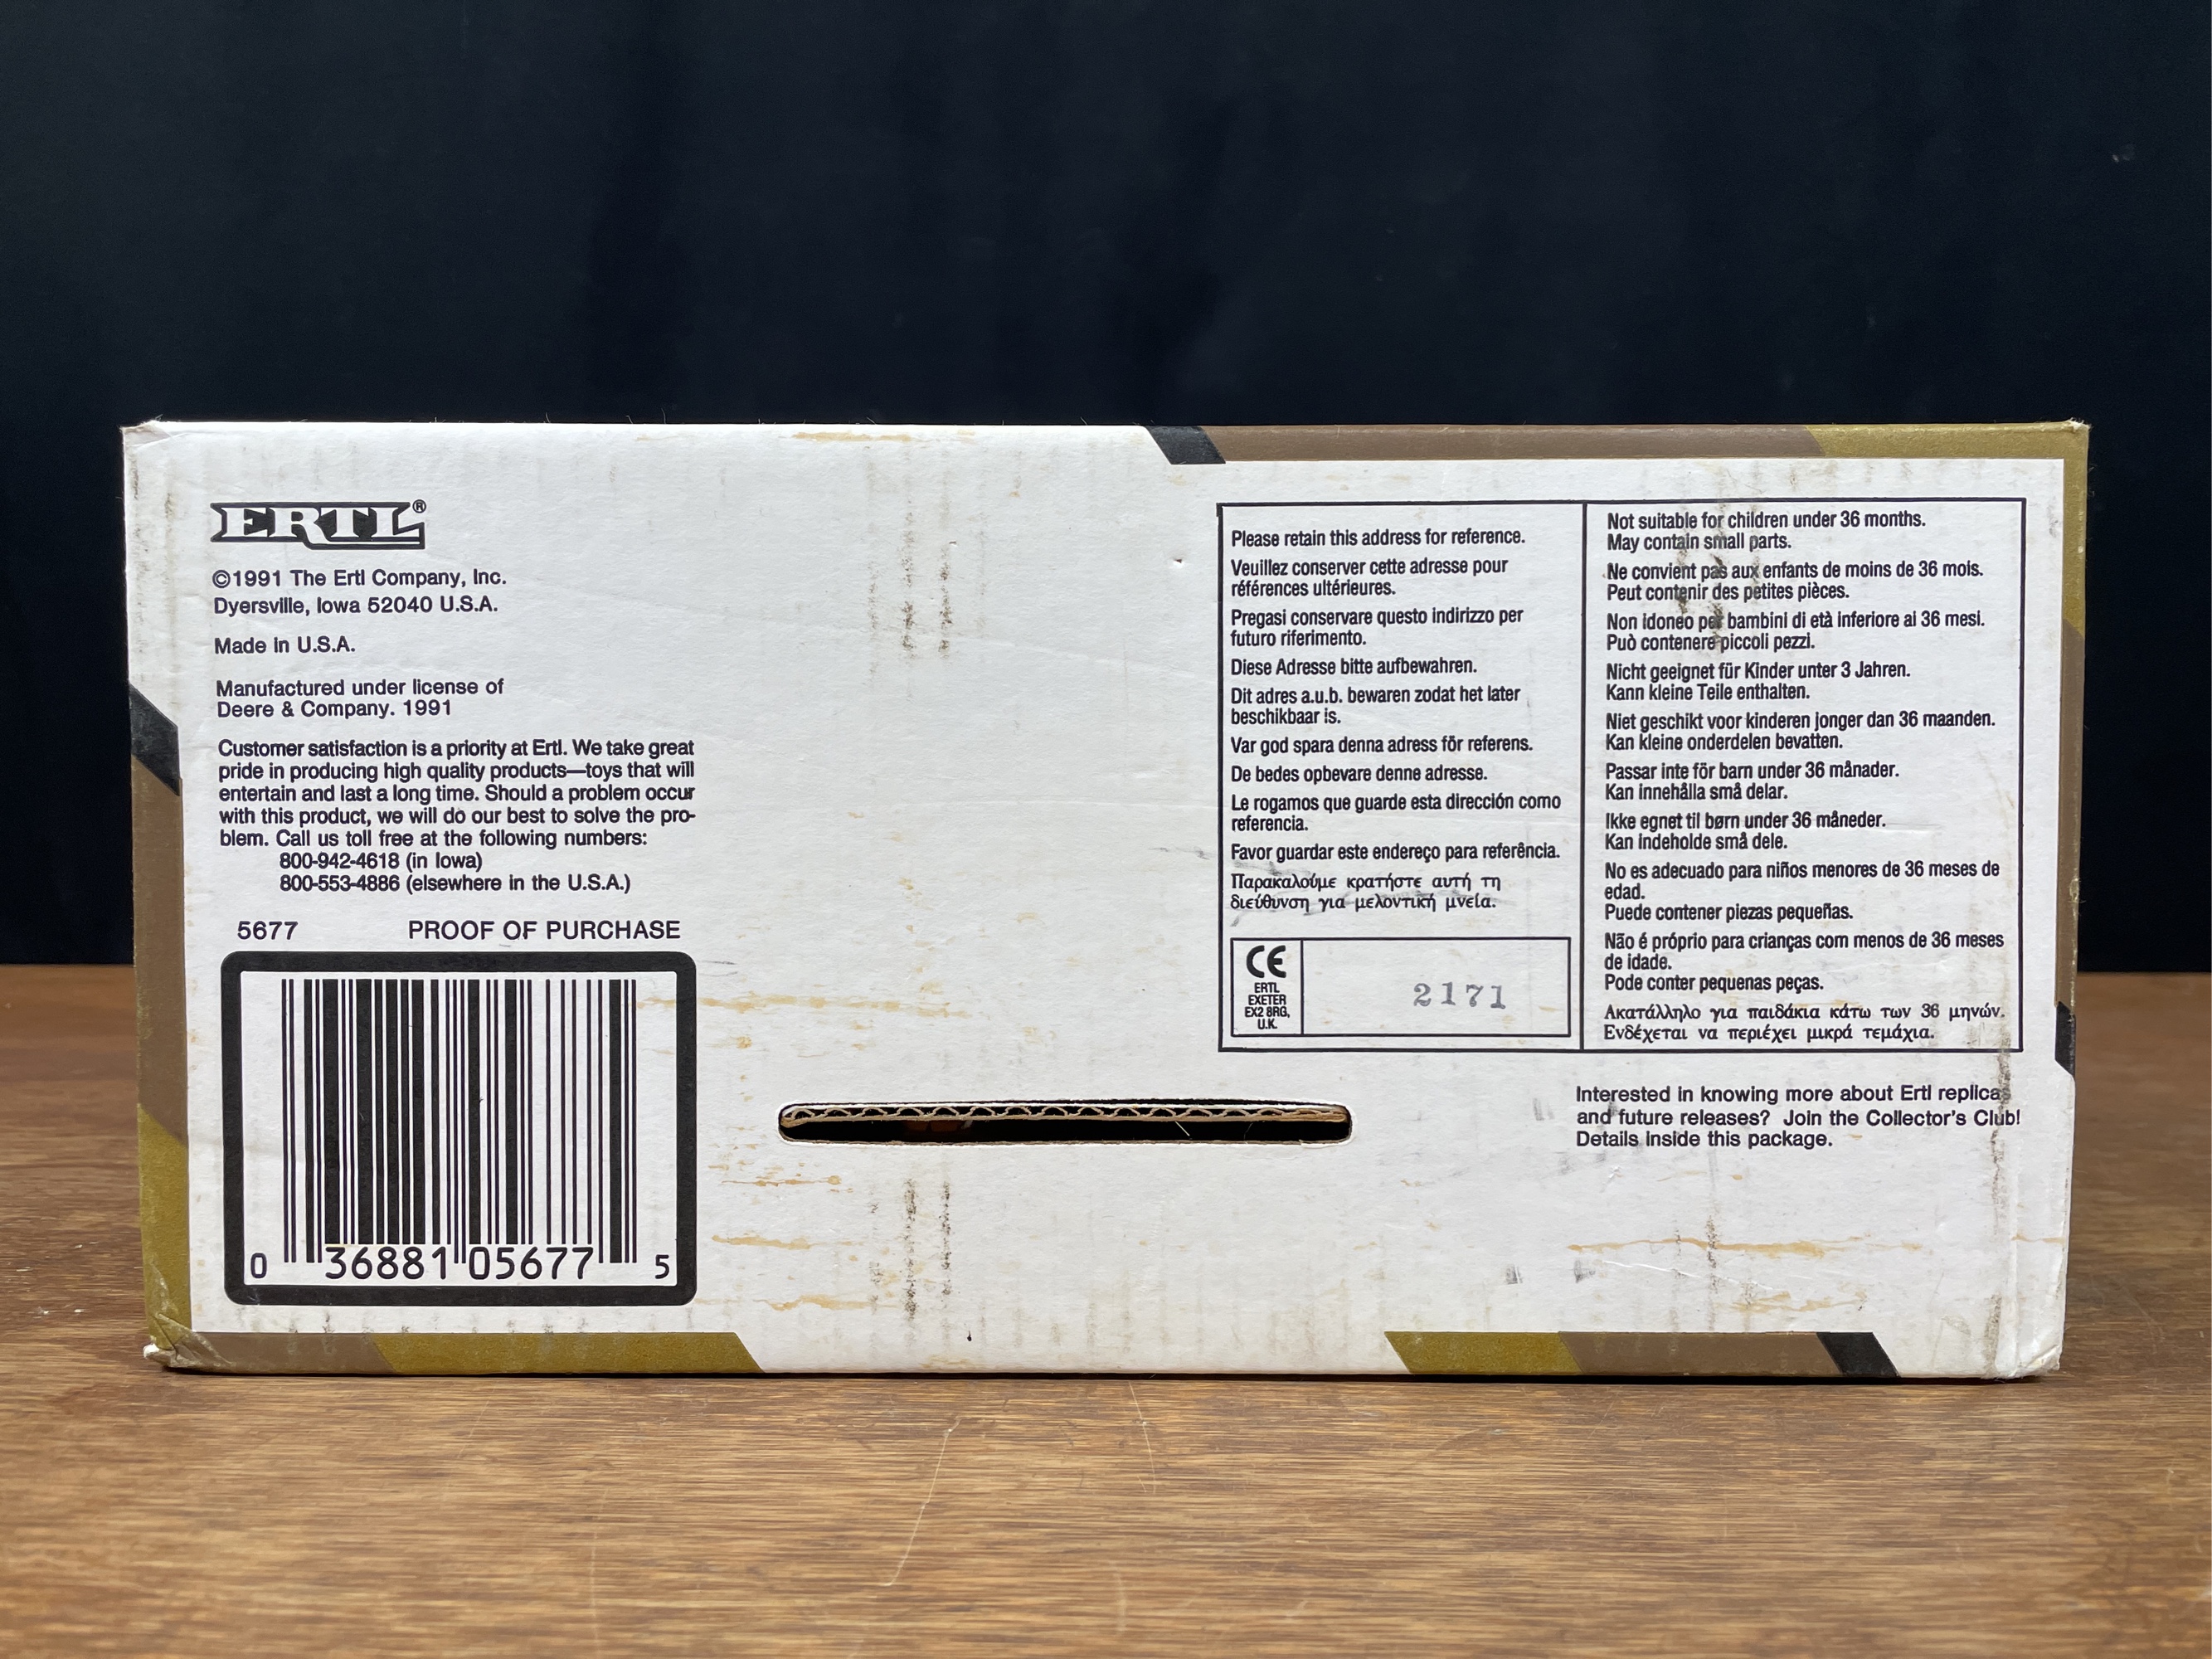 ERTL®
©1991 The Ertl Company, Inc.
Dyersville, Iowa 52040 U.S.A.
Made in U.S.A.
Manufactured under license of
Deere & Company. 1991
Customer satisfaction is a priority at Ertl. We take great
pride in producing high quality products—toys that will
entertain and last a long time. Should a problem occur
with this product, we will do our best to solve the pro-
blem. Call us toll free at the following numbers:
800-942-4618 (in Iowa)
800-553-4886 (elsewhere in the U.S.A.)
5677 PROOF OF PURCHASE
0 36881 05677 5
Please retain this address for reference.
Veuillez conserver cette adresse pour
références ultérieures.
Pregasi conservare questo indirizzo per
futuro riferimento.
Diese Adresse bitte aufbewahren.
Dit adres a.u.b. bewaren zodat het later
beschikbaar is.
Var god spara denna adress för referens.
De bedes opbevare denne adresse.
Le rogamos que guarde esta dirección como
referencia.
Favor guardar este endereço para referência.
Παρακαλούμε κρατήστε αυτή τη
διεύθυνση για μελοντική μνεία.
CE
ERTL
EXETER
EX2 8RG,
U.K.
2171
Not suitable for children under 36 months.
May contain small parts.
Ne convient pas aux enfants de moins de 36 mois.
Peut contenir des petites pièces.
Non idoneo per bambini di età inferiore ai 36 mesi.
Può contenere piccoli pezzi.
Nicht geeignet für Kinder unter 3 Jahren.
Kann kleine Teile enthalten.
Niet geschikt voor kinderen jonger dan 36 maanden.
Kan kleine onderdelen bevatten.
Passar inte för barn under 36 månader.
Kan innehålla små delar.
Ikke egnet til børn under 36 måneder.
Kan indeholde små dele.
No es adecuado para niños menores de 36 meses de
edad.
Puede contener piezas pequeñas.
Não é próprio para crianças com menos de 36 meses
de idade.
Pode conter pequenas peças.
Ακατάλληλο για παιδάκια κάτω των 36 μηνών.
Ενδέχεται να περιέχει μικρά τεμάχια.
Interested in knowing more about Ertl replicas
and future releases? Join the Collector's Club!
Details inside this package.